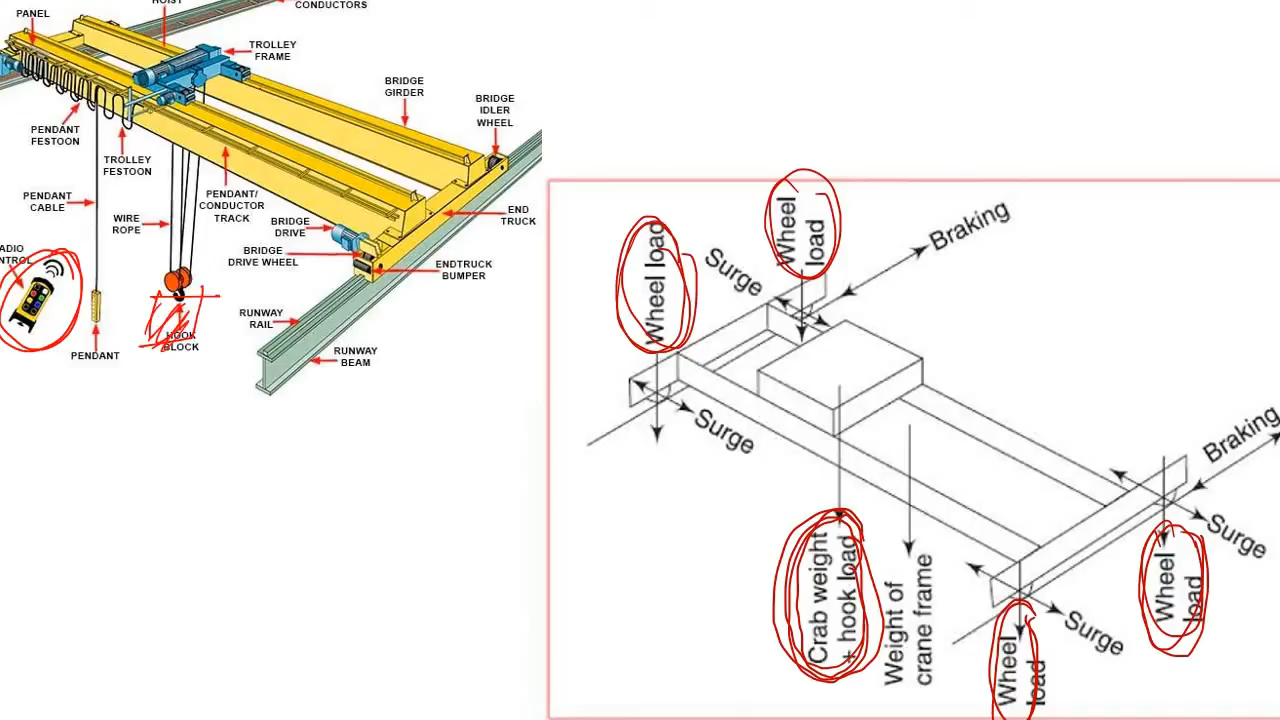 PANEL
HOIST
CONDUCTORS
TROLLEY
FRAME
BRIDGE
GIRDER
BRIDGE
IDLER
WHEEL
PENDANT
FESTOON
TROLLEY
FESTOON
PENDANT
CABLE
WIRE
ROPE
PENDANT/
CONDUCTOR
TRACK
BRIDGE
DRIVE
BRIDGE
DRIVE WHEEL
END
TRUCK
ENDTRUCK
BUMPER
ADIO
NTROL
HOOK
BLOCK
PENDANT
RUNWAY
RAIL
RUNWAY
BEAM
Wheel load
Surge
Wheel
load
Braking
Surge
Braking
Surge
Crab weight
+ hook load
Weight of
crane frame
Wheel
load
Surge
Wheel
load